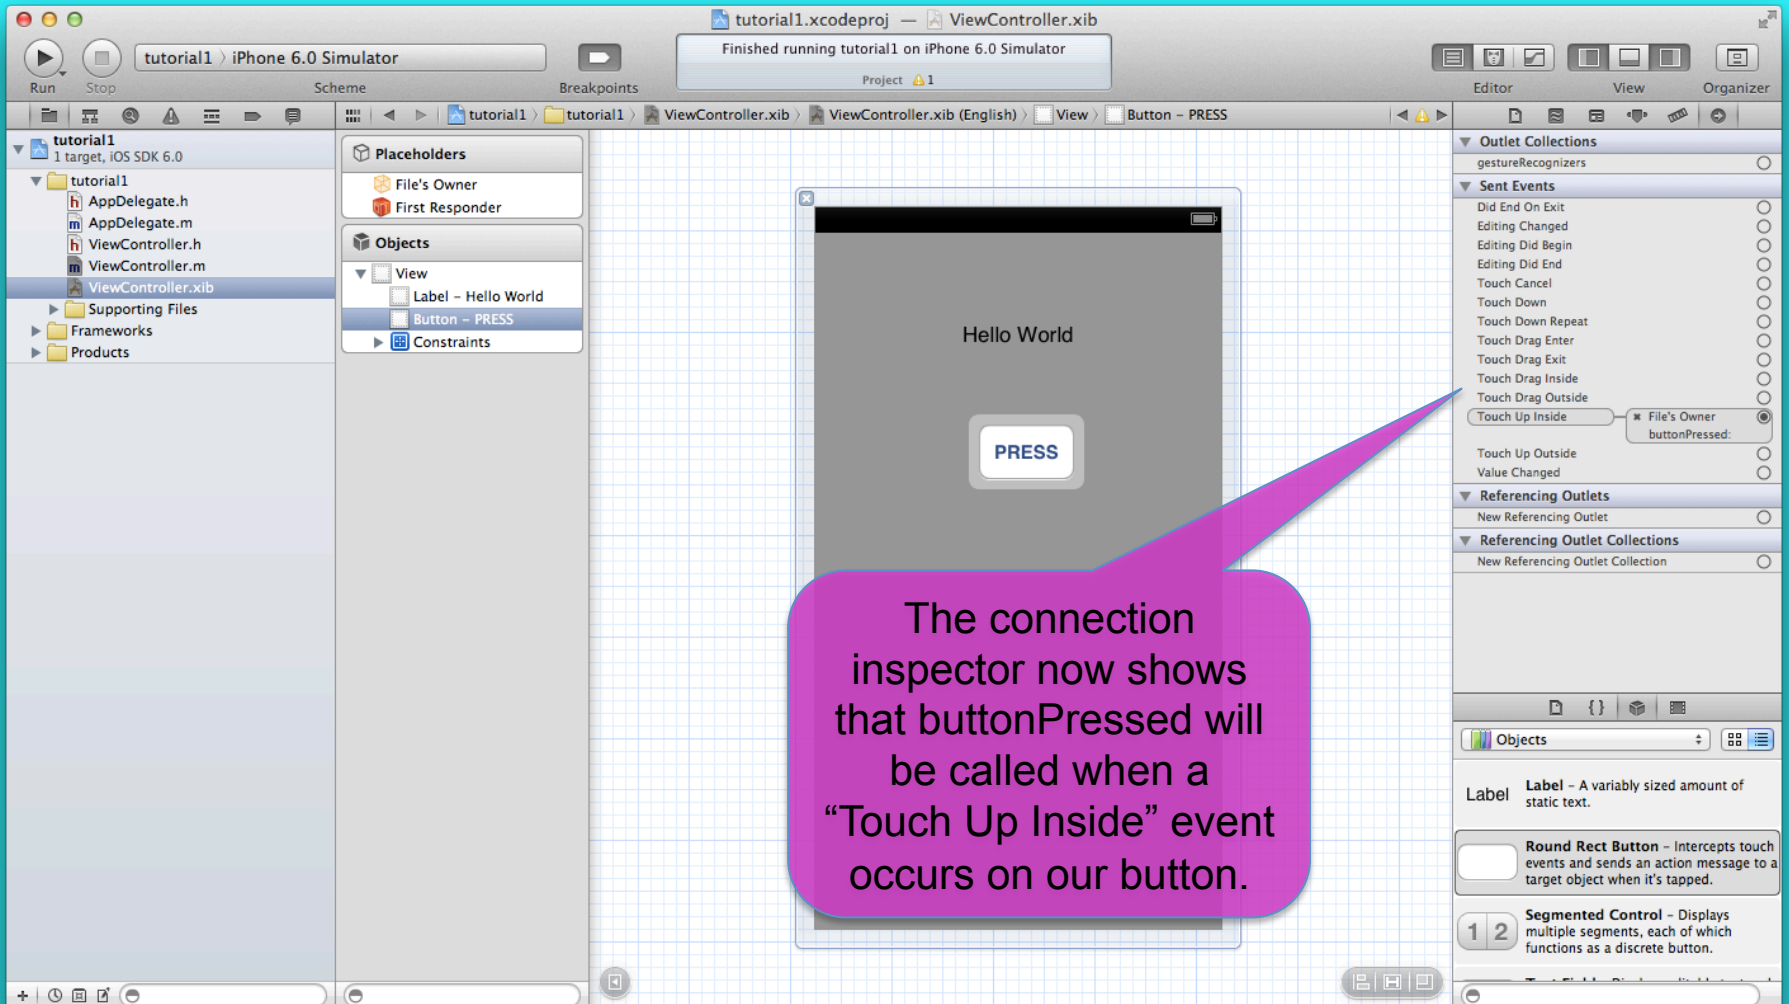 tutorial1.xcodeproj — ViewController.xib
tutorial1 〉 iPhone 6.0 Simulator
Finished running tutorial1 on iPhone 6.0 Simulator
Project 1
Run Stop Scheme Breakpoints Editor View Organizer
tutorial1 〉 tutorial1 〉 ViewController.xib 〉 ViewController.xib (English) 〉 View 〉 Button – PRESS
tutorial1
1 target, iOS SDK 6.0
tutorial1
h AppDelegate.h
m AppDelegate.m
h ViewController.h
m ViewController.m
ViewController.xib
Supporting Files
Frameworks
Products
Placeholders
File's Owner
First Responder
Objects
View
Label – Hello World
Button – PRESS
Constraints
Hello World
PRESS
The connection
inspector now shows
that buttonPressed will
be called when a
“Touch Up Inside” event
occurs on our button.
Outlet Collections
gestureRecognizers
Sent Events
Did End On Exit
Editing Changed
Editing Did Begin
Editing Did End
Touch Cancel
Touch Down
Touch Down Repeat
Touch Drag Enter
Touch Drag Exit
Touch Drag Inside
Touch Drag Outside
Touch Up Inside File's Owner
buttonPressed:
Touch Up Outside
Value Changed
Referencing Outlets
New Referencing Outlet
Referencing Outlet Collections
New Referencing Outlet Collection
{ }
Objects
Label
Label – A variably sized amount of
static text.
Round Rect Button – Intercepts touch
events and sends an action message to a
target object when it's tapped.
1 2
Segmented Control – Displays
multiple segments, each of which
functions as a discrete button.